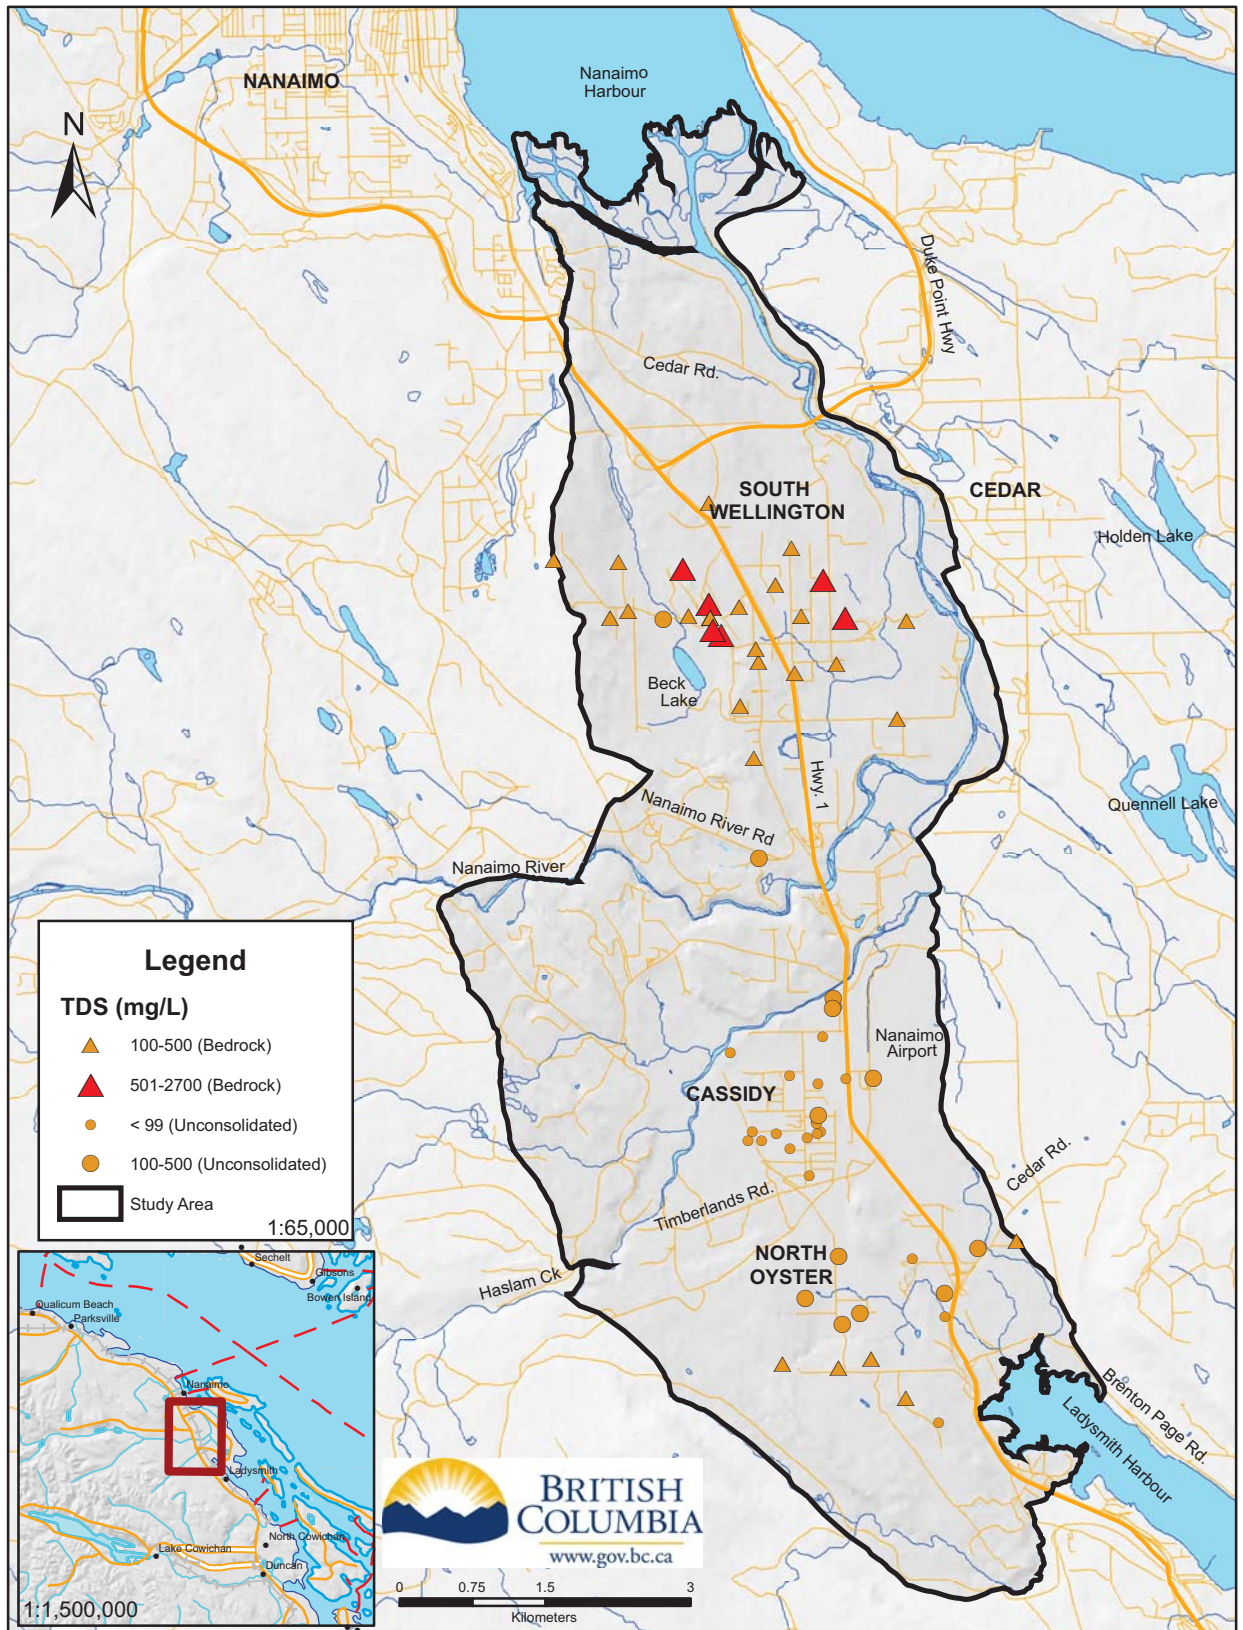 NANAIMO
Nanaimo
Harbour
N
Duke Point Hwy
Cedar Rd.
SOUTH
WELLINGTON
CEDAR
Holden Lake
Beck
Lake
Hwy. 1
Quennell Lake
Nanaimo River Rd
Nanaimo River
Nanaimo
Airport
CASSIDY
Cedar Rd.
Timberlands Rd.
NORTH
OYSTER
Haslam Ck
Brenton Page Rd.
Ladysmith Harbour
Legend
TDS (mg/L)
100-500 (Bedrock)
501-2700 (Bedrock)
< 99 (Unconsolidated)
100-500 (Unconsolidated)
Study Area
1:65,000
Sechelt
Gibsons
Bowen Island
Qualicum Beach
Parksville
Nanaimo
Ladysmith
North Cowichan
Lake Cowichan
Duncan
1:1,500,000
BRITISH
COLUMBIA
www.gov.bc.ca
0 0.75 1.5 3
Kilometers